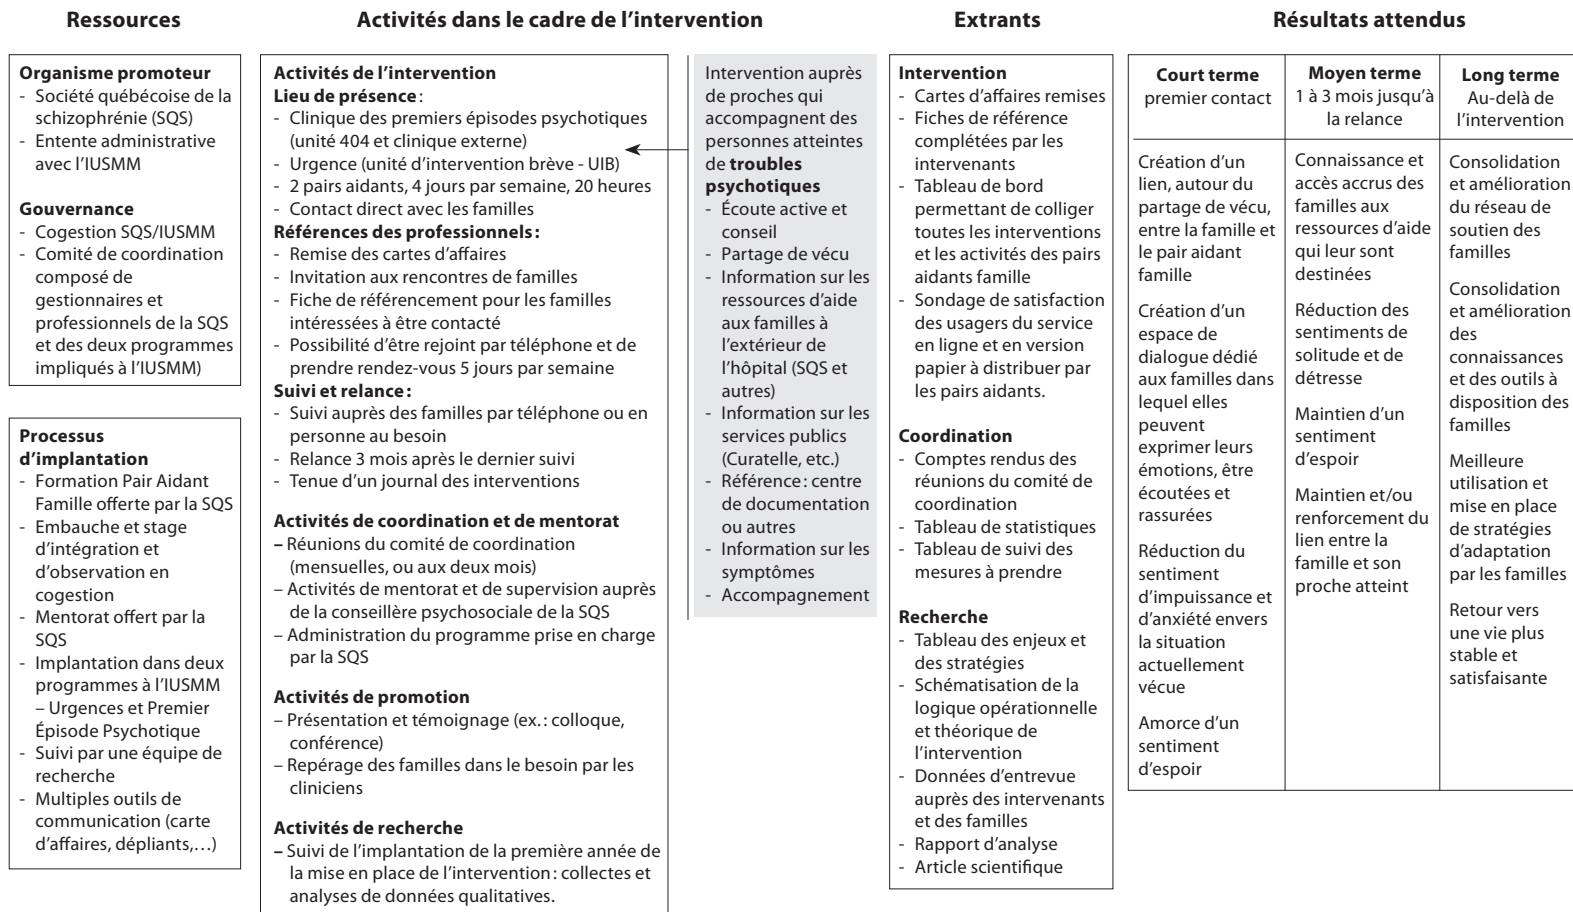 Ressources
Organisme promoteur
- Société québécoise de la
schizophrénie (SQS)
- Entente administrative
avec l’IUSMM
Gouvernance
- Cogestion SQS/IUSMM
- Comité de coordination
composé de
gestionnaires et
professionnels de la SQS
et des deux programmes
impliqués à l’IUSMM)
Processus
d’implantation
- Formation Pair Aidant
Famille offerte par la SQS
- Embauche et stage
d’intégration et
d’observation en
cogestion
- Mentorat offert par la
SQS
- Implantation dans deux
programmes à l’IUSMM
– Urgences et Premier
Épisode Psychotique
- Suivi par une équipe de
recherche
- Multiples outils de
communication (carte
d’affaires, dépliants,…)
Activités dans le cadre de l’intervention
Activités de l’intervention
Lieu de présence :
- Clinique des premiers épisodes psychotiques
(unité 404 et clinique externe)
- Urgence (unité d’intervention brève - UIB)
- 2 pairs aidants, 4 jours par semaine, 20 heures
- Contact direct avec les familles
Références des professionnels :
- Remise des cartes d’affaires
- Invitation aux rencontres de familles
- Fiche de référencement pour les familles
intéressées à être contacté
- Possibilité d’être rejoint par téléphone et de
prendre rendez-vous 5 jours par semaine
Suivi et relance :
- Suivi auprès des familles par téléphone ou en
personne au besoin
- Relance 3 mois après le dernier suivi
- Tenue d’un journal des interventions
Activités de coordination et de mentorat
– Réunions du comité de coordination
(mensuelles, ou aux deux mois)
– Activités de mentorat et de supervision auprès
de la conseillère psychosociale de la SQS
– Administration du programme prise en charge
par la SQS
Activités de promotion
– Présentation et témoignage (ex. : colloque,
conférence)
– Repérage des familles dans le besoin par les
cliniciens
Activités de recherche
– Suivi de l’implantation de la première année de
la mise en place de l’intervention : collectes et
analyses de données qualitatives.
Intervention auprès
de proches qui
accompagnent des
personnes atteintes
de troubles
psychotiques
- Écoute active et
conseil
- Partage de vécu
- Information sur les
ressources d’aide
aux familles à
l’extérieur de
l’hôpital (SQS et
autres)
- Information sur les
services publics
(Curatelle, etc.)
- Référence : centre
de documentation
ou autres
- Information sur les
symptômes
- Accompagnement
Extrants
Intervention
- Cartes d’affaires remises
- Fiches de référence
complétées par les
intervenants
- Tableau de bord
permettant de colliger
toutes les interventions
et les activités des pairs
aidants famille
- Sondage de satisfaction
des usagers du service
en ligne et en version
papier à distribuer par
les pairs aidants.
Coordination
- Comptes rendus des
réunions du comité de
coordination
- Tableau de statistiques
- Tableau de suivi des
mesures à prendre
Recherche
- Tableau des enjeux et
des stratégies
- Schématisation de la
logique opérationnelle
et théorique de
l’intervention
- Données d’entrevue
auprès des intervenants
et des familles
- Rapport d’analyse
- Article scientifique
Résultats attendus
Court terme
premier contact
Création d’un
lien, autour du
partage de vécu,
entre la famille et
le pair aidant
famille
Création d’un
espace de
dialogue dédié
aux familles dans
lequel elles
peuvent
exprimer leurs
émotions, être
écoutées et
rassurées
Réduction du
sentiment
d’impuissance et
d’anxiété envers
la situation
actuellement
vécue
Amorce d’un
sentiment
d’espoir
Moyen terme
1 à 3 mois jusqu’à
la relance
Connaissance et
accès accrus des
familles aux
ressources d’aide
qui leur sont
destinées
Réduction des
sentiments de
solitude et de
détresse
Maintien d’un
sentiment
d’espoir
Maintien et/ou
renforcement du
lien entre la
famille et son
proche atteint
Long terme
Au-delà de
l’intervention
Consolidation
et amélioration
du réseau de
soutien des
familles
Consolidation
et amélioration
des
connaissances
et des outils à
disposition des
familles
Meilleure
utilisation et
mise en place
de stratégies
d’adaptation
par les familles
Retour vers
une vie plus
stable et
satisfaisante